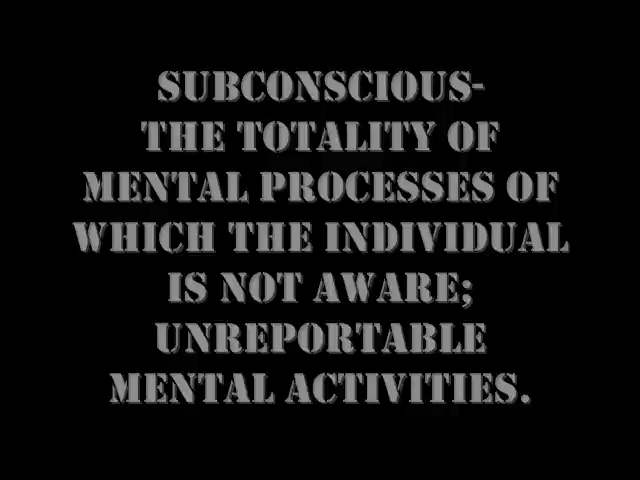 SUBCONSCIOUS-
THE TOTALITY OF
MENTAL PROCESSES OF
WHICH THE INDIVIDUAL
IS NOT AWARE;
UNREPORTABLE
MENTAL ACTIVITIES.